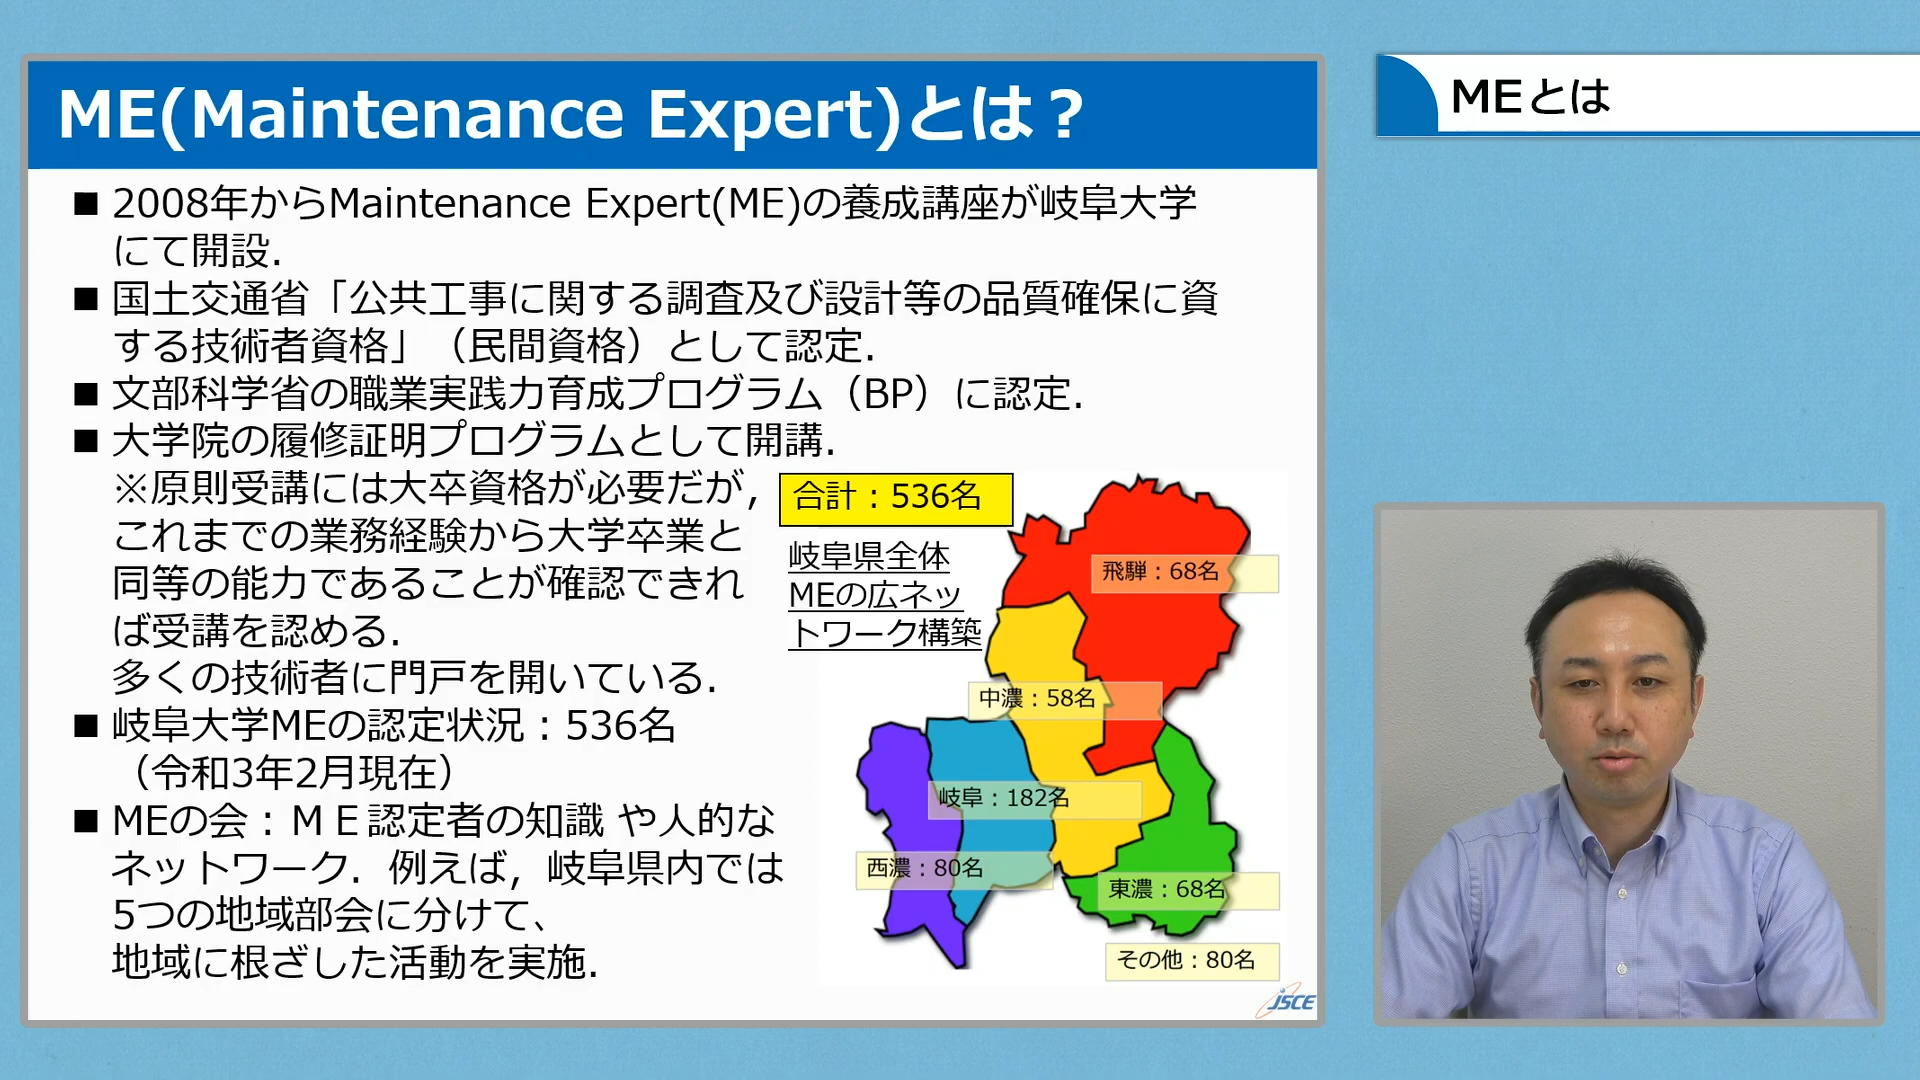 ME(Maintenance Expert)とは？
MEとは
■ 2008年からMaintenance Expert(ME)の養成講座が岐阜大学
にて開設．
■ 国土交通省「公共工事に関する調査及び設計等の品質確保に資
する技術者資格」（民間資格）として認定．
■ 文部科学省の職業実践力育成プログラム（BP）に認定．
■ 大学院の履修証明プログラムとして開講．
※原則受講には大卒資格が必要だが，
これまでの業務経験から大学卒業と
同等の能力であることが確認できれ
ば受講を認める．
多くの技術者に門戸を開いている．
■ 岐阜大学MEの認定状況：536名
（令和3年2月現在）
■ MEの会：ＭＥ認定者の知識 や人的な
ネットワーク．例えば，岐阜県内では
5つの地域部会に分けて、
地域に根ざした活動を実施．
合計：536名
岐阜県全体
MEの広ネッ
トワーク構築
飛騨：68名
中濃：58名
岐阜：182名
西濃：80名
東濃：68名
その他：80名
JSCE